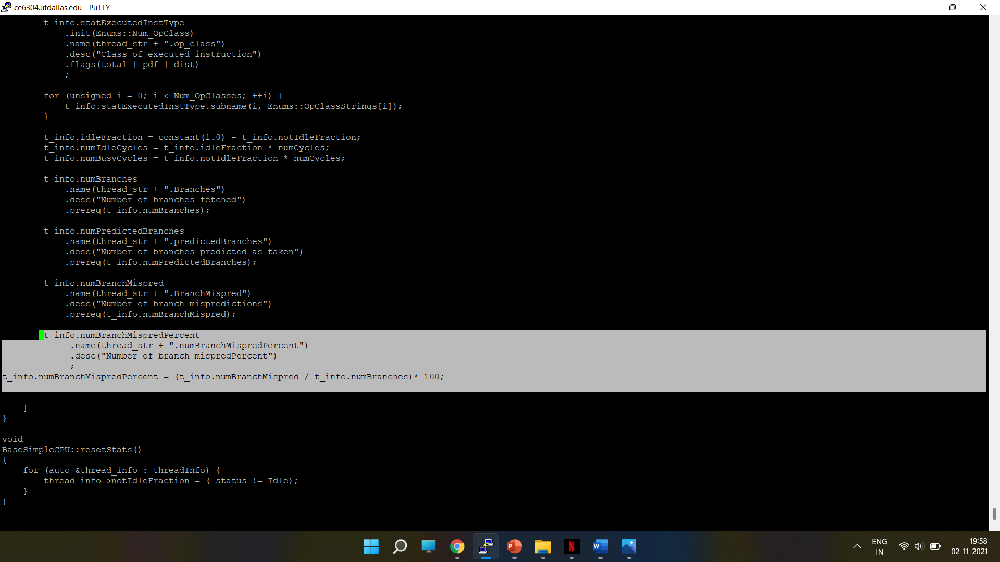 ce6304.utdallas.edu - PuTTY
t_info.statExecutedInstType
.init(Enums::Num_OpClass)
.name(thread_str + ".op_class")
.desc("Class of executed instruction")
.flags(total | pdf | dist)
;
for (unsigned i = 0; i < Num_OpClasses; ++i) {
t_info.statExecutedInstType.subname(i, Enums::OpClassStrings[i]);
}
t_info.idleFraction = constant(1.0) - t_info.notIdleFraction;
t_info.numIdleCycles = t_info.idleFraction * numCycles;
t_info.numBusyCycles = t_info.notIdleFraction * numCycles;
t_info.numBranches
.name(thread_str + ".Branches")
.desc("Number of branches fetched")
.prereq(t_info.numBranches);
t_info.numPredictedBranches
.name(thread_str + ".predictedBranches")
.desc("Number of branches predicted as taken")
.prereq(t_info.numPredictedBranches);
t_info.numBranchMispred
.name(thread_str + ".BranchMispred")
.desc("Number of branch mispredictions")
.prereq(t_info.numBranchMispred);
t_info.numBranchMispredPercent
.name(thread_str + ".numBranchMispredPercent")
.desc("Number of branch mispredPercent")
;
t_info.numBranchMispredPercent = (t_info.numBranchMispred / t_info.numBranches)* 100;
}
}
void
BaseSimpleCPU::resetStats()
{
for (auto &thread_info : threadInfo) {
thread_info->notIdleFraction = (_status != Idle);
}
}
ENG
IN
19:58
02-11-2021